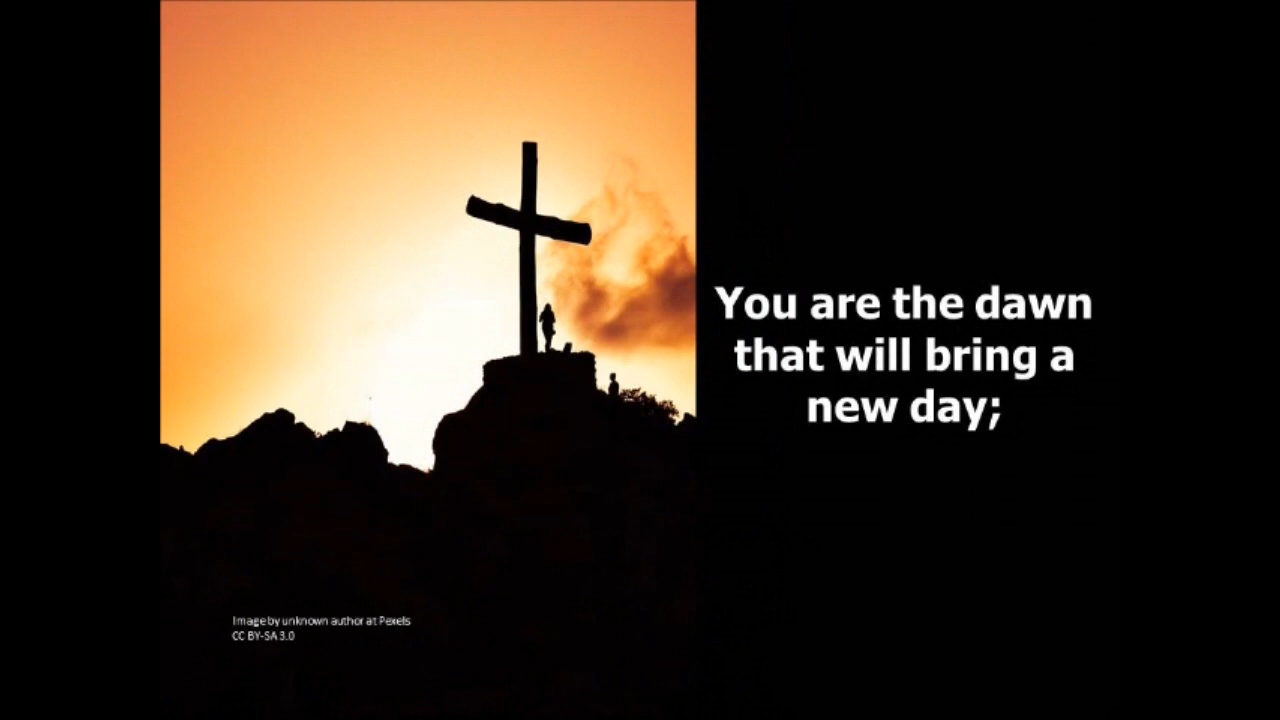 You are the dawn
that will bring a
new day;
Image by unknown author at Pexels
CC BY-SA 3.0